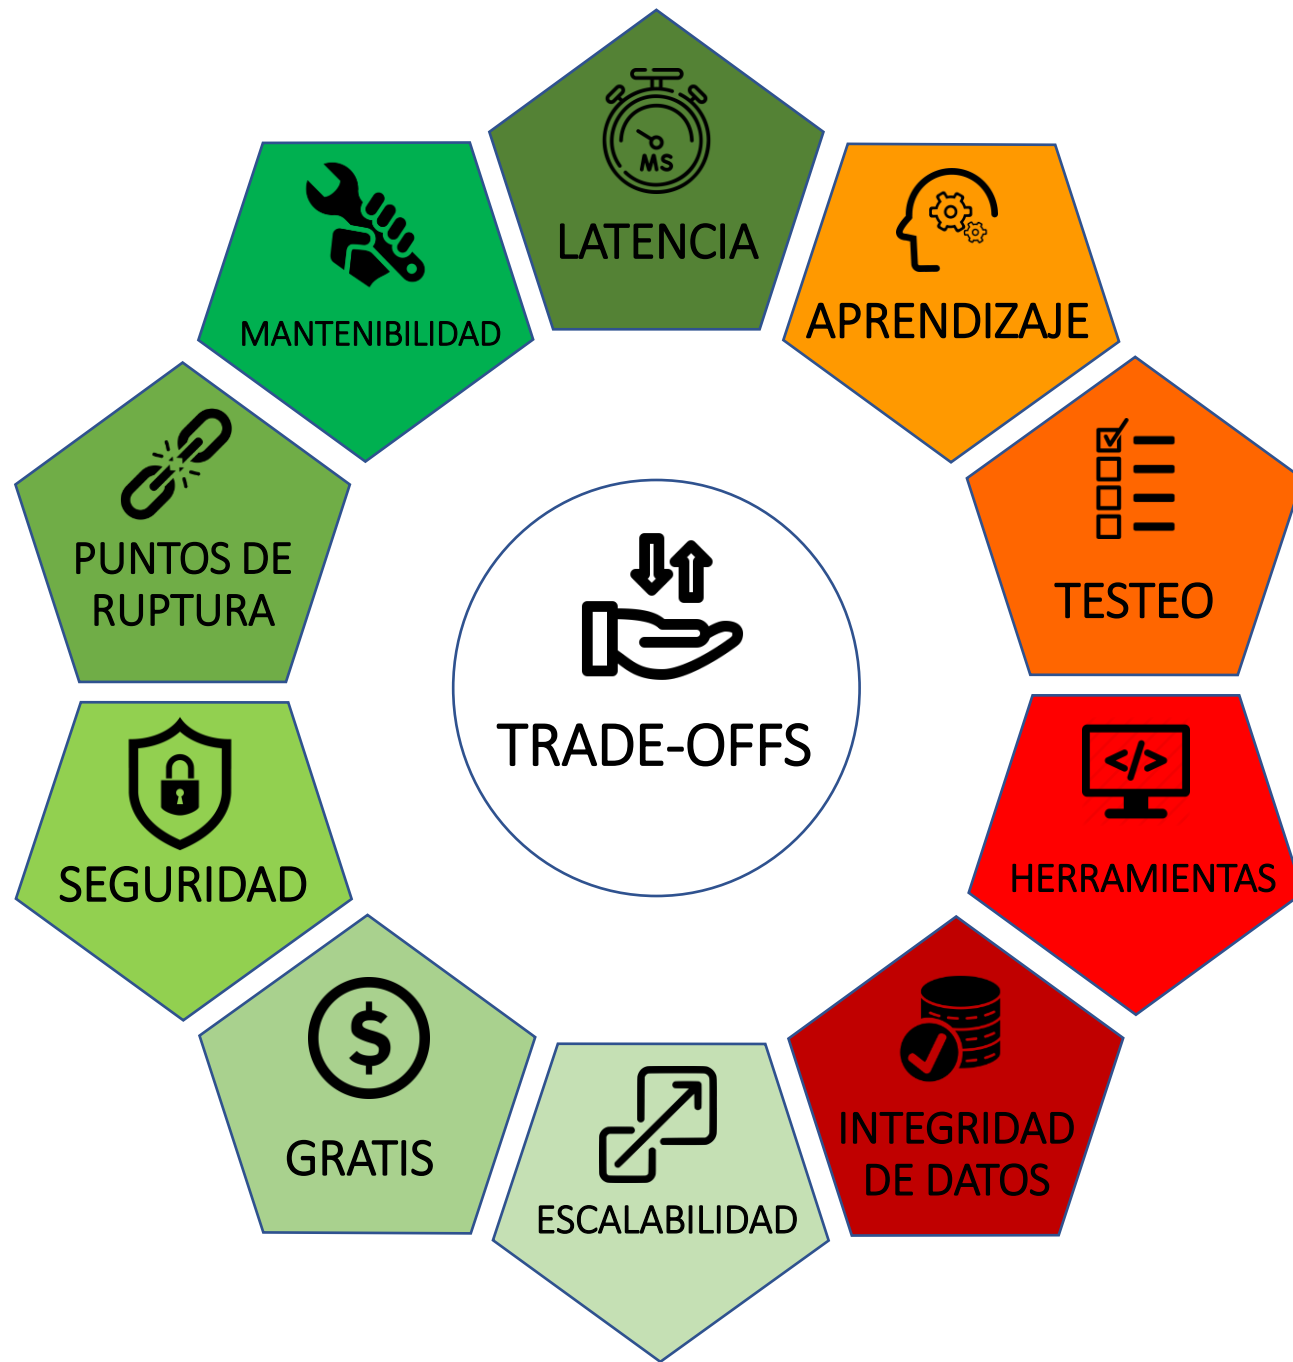 MS
LATENCIA
APRENDIZAJE
TESTEO
</>
HERRAMIENTAS
INTEGRIDAD
DE DATOS
ESCALABILIDAD
$
GRATIS
SEGURIDAD
PUNTOS DE
RUPTURA
MANTENIBILIDAD
TRADE-OFFS